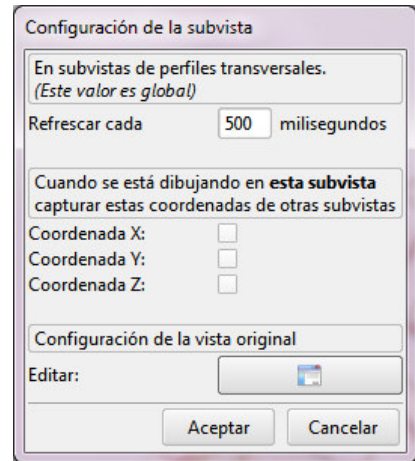 Configuración de la subvista
En subvistas de perfiles transversales.
(Este valor es global)
Refrescar cada 500 milisegundos
Cuando se está dibujando en esta subvista
capturar estas coordenadas de otras subvistas
Coordenada X:
Coordenada Y:
Coordenada Z:
Configuración de la vista original
Editar:
Aceptar Cancelar